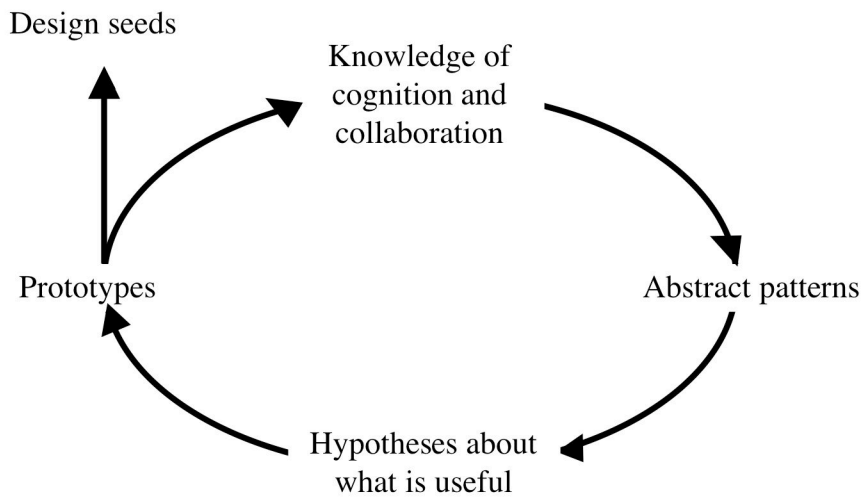 Design seeds
Knowledge of
cognition and
collaboration
Prototypes
Abstract patterns
Hypotheses about
what is useful